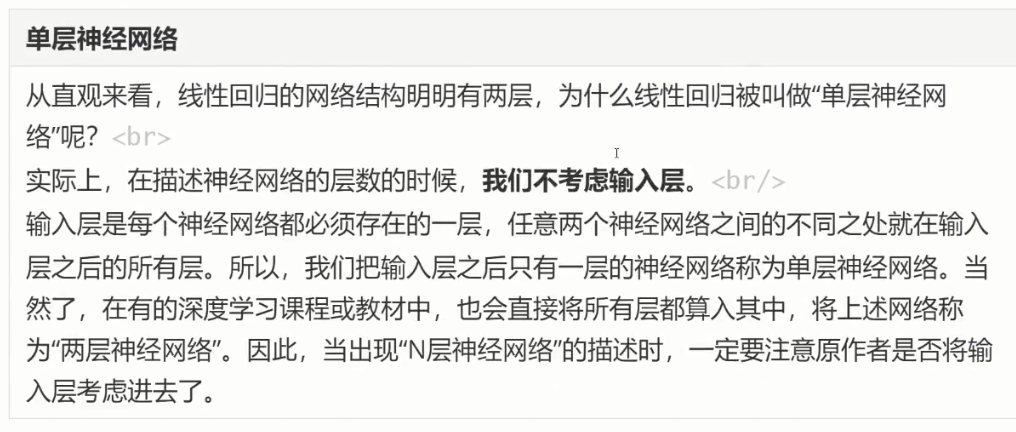 单层神经网络
从直观来看，线性回归的网络结构明明有两层，为什么线性回归被叫做“单层神经网
络”呢？<br>
实际上，在描述神经网络的层数的时候，我们不考虑输入层。<br/>
输入层是每个神经网络都必须存在的一层，任意两个神经网络之间的不同之处就在输入
层之后的所有层。所以，我们把输入层之后只有一层的神经网络称为单层神经网络。当
然了，在有的深度学习课程或教材中，也会直接将所有层都算入其中，将上述网络称
为“两层神经网络”。因此，当出现“N层神经网络”的描述时，一定要注意原作者是否将输
入层考虑进去了。